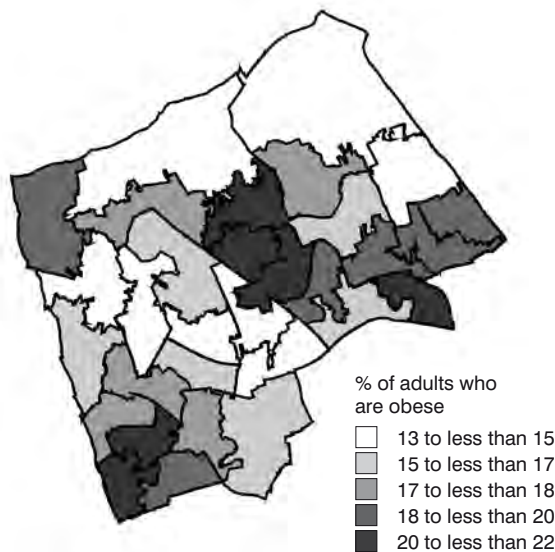 % of adults who
are obese
13 to less than 15
15 to less than 17
17 to less than 18
18 to less than 20
20 to less than 22